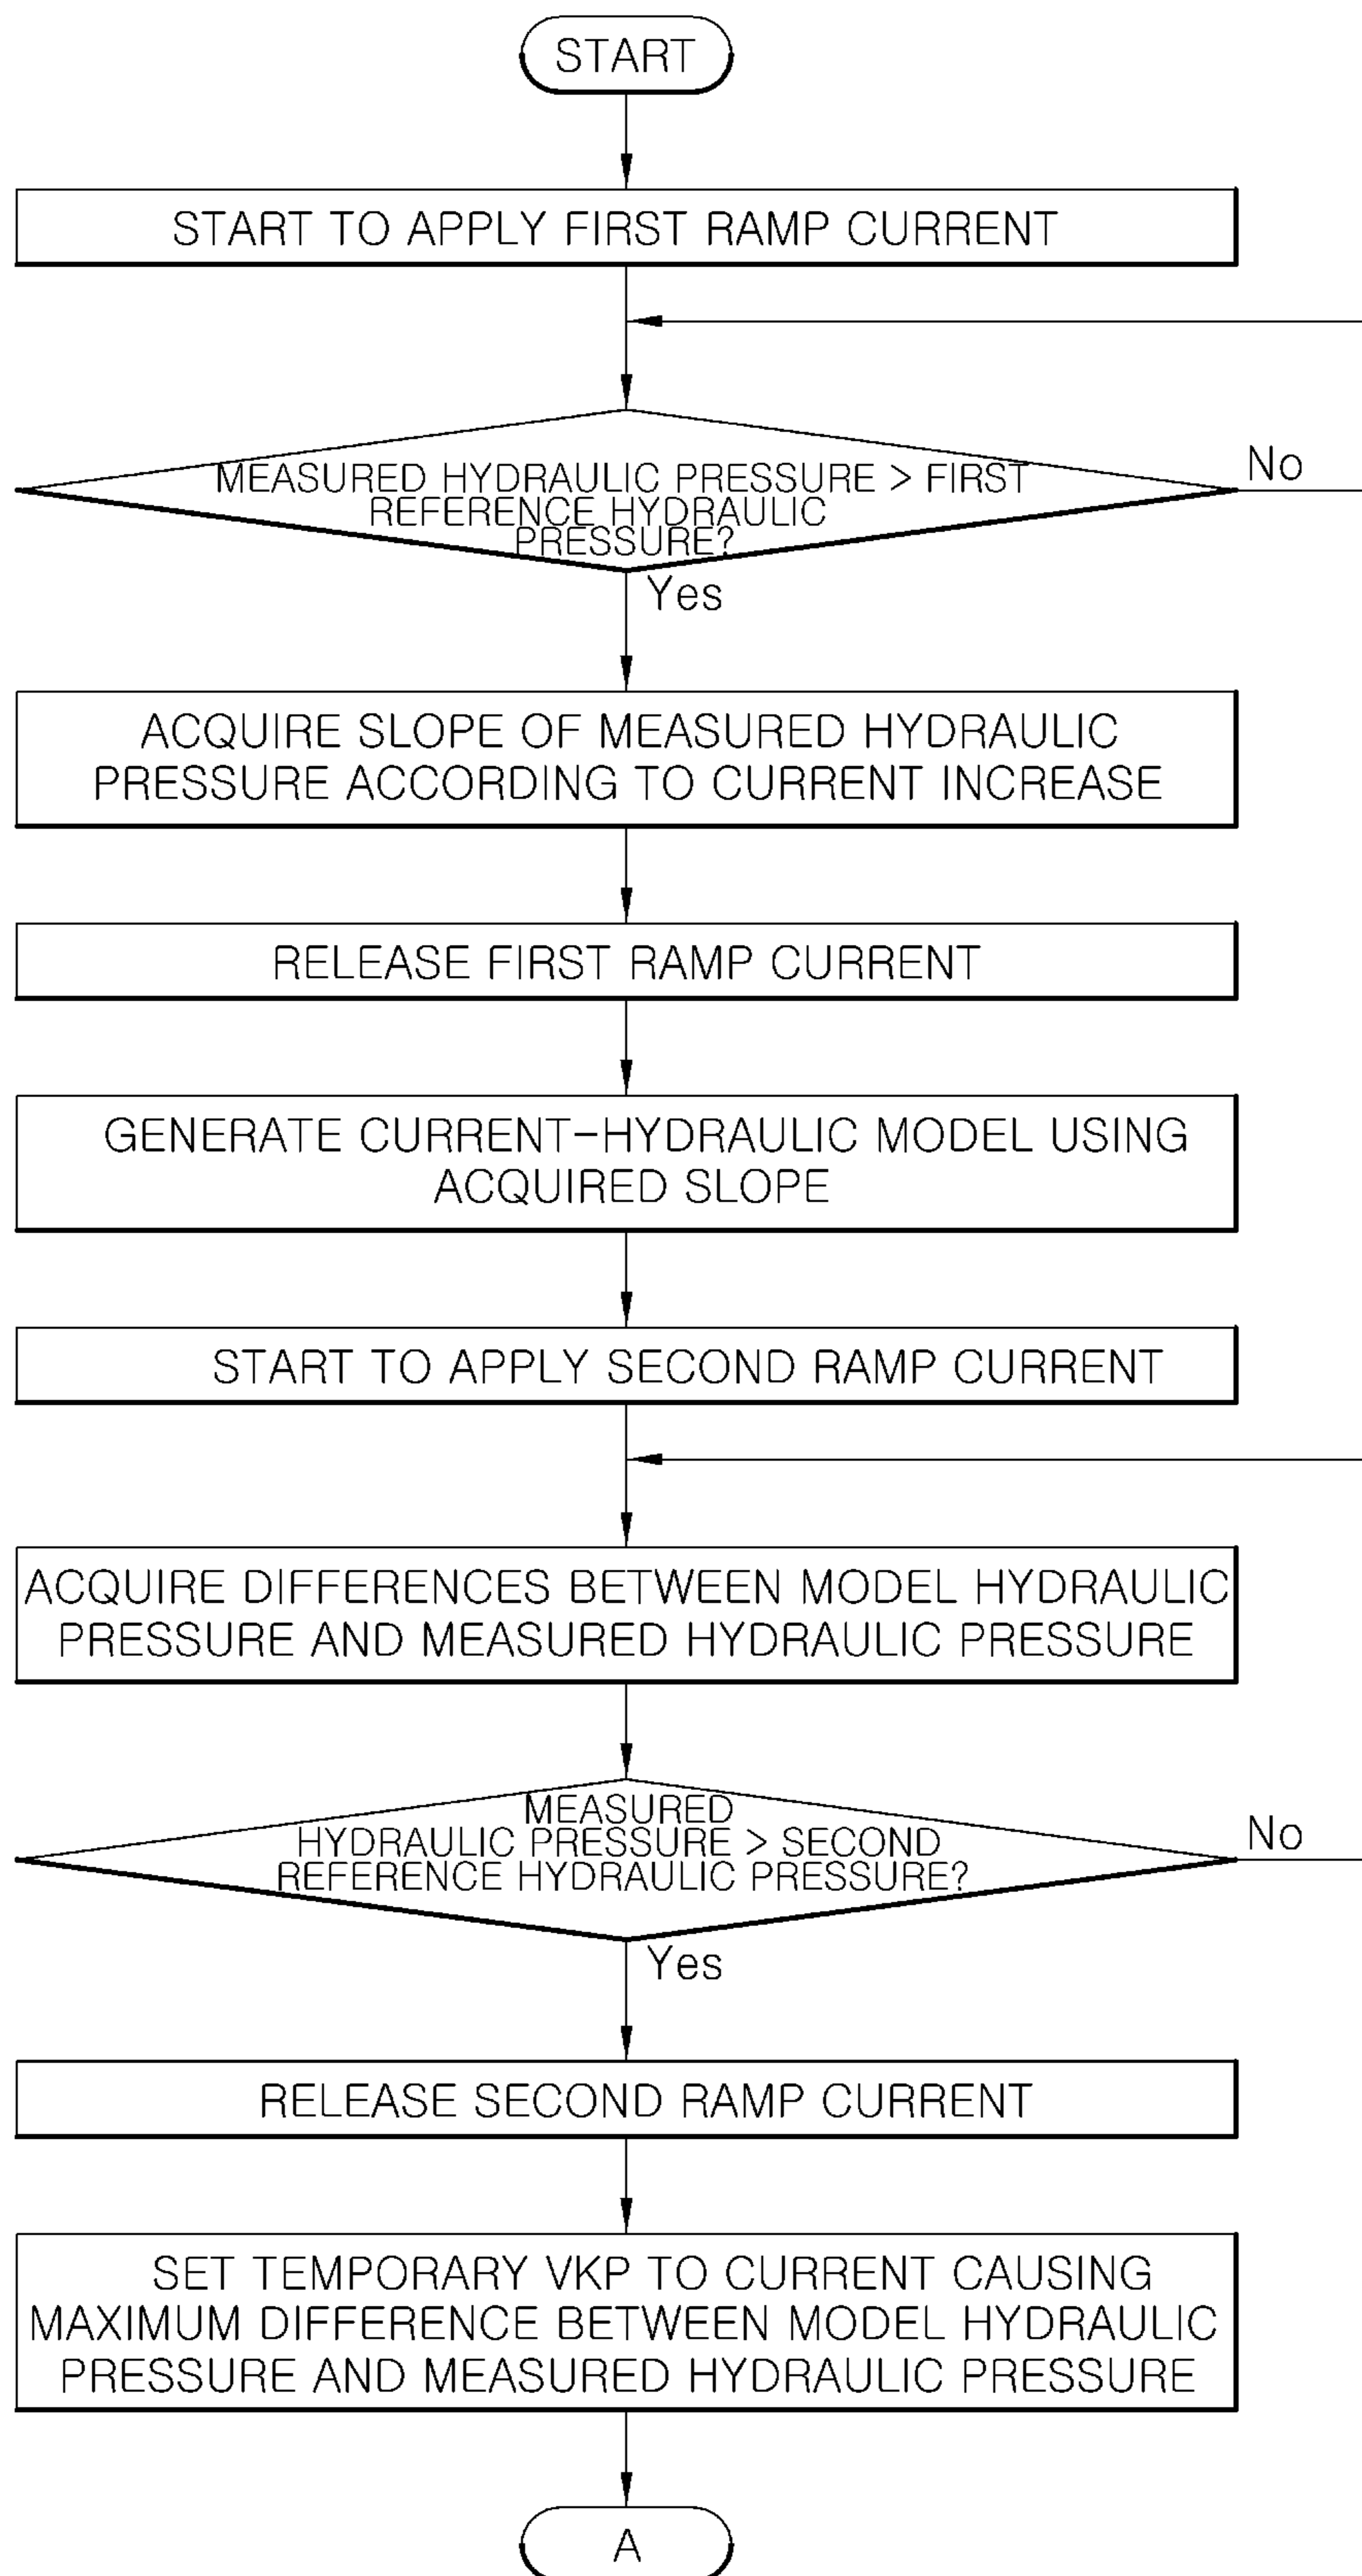 START
START TO APPLY FIRST RAMP CURRENT
MEASURED HYDRAULIC PRESSURE > FIRST
REFERENCE HYDRAULIC
PRESSURE?
No
Yes
ACQUIRE SLOPE OF MEASURED HYDRAULIC
PRESSURE ACCORDING TO CURRENT INCREASE
RELEASE FIRST RAMP CURRENT
GENERATE CURRENT-HYDRAULIC MODEL USING
ACQUIRED SLOPE
START TO APPLY SECOND RAMP CURRENT
ACQUIRE DIFFERENCES BETWEEN MODEL HYDRAULIC
PRESSURE AND MEASURED HYDRAULIC PRESSURE
MEASURED
HYDRAULIC PRESSURE > SECOND
REFERENCE HYDRAULIC PRESSURE?
No
Yes
RELEASE SECOND RAMP CURRENT
SET TEMPORARY VKP TO CURRENT CAUSING
MAXIMUM DIFFERENCE BETWEEN MODEL HYDRAULIC
PRESSURE AND MEASURED HYDRAULIC PRESSURE
A